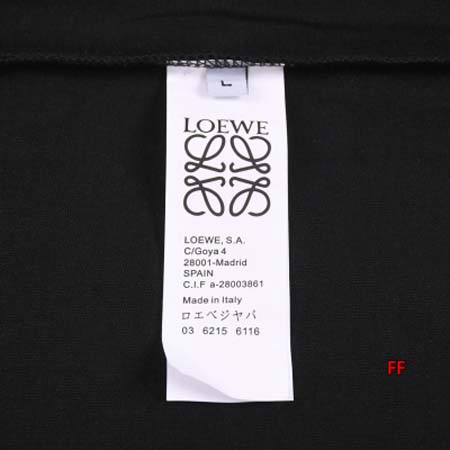 L
LOEWE
LOEWE, S.A.
C/Goya 4
28001-Madrid
SPAIN
C.I.F a-28003861
Made in Italy
ロエベジャパ
03 6215 6116
FF